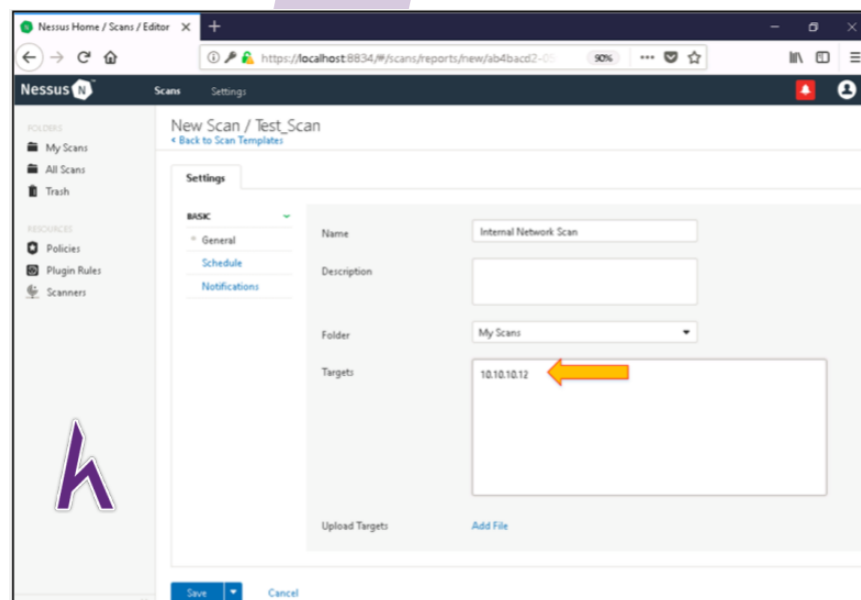 Nessus Home / Scans / Editor
https://localhost:8834/#/scans/reports/new/ab4bacd2-05
90%
Nessus N
Scans
Settings
FOLDERS
My Scans
All Scans
Trash
RESOURCES
Policies
Plugin Rules
Scanners
New Scan / Test_Scan
< Back to Scan Templates
Settings
BASIC
General
Schedule
Notifications
Name
Internal Network Scan
Description
Folder
My Scans
Targets
10.10.10.12
Upload Targets
Add File
Save
Cancel